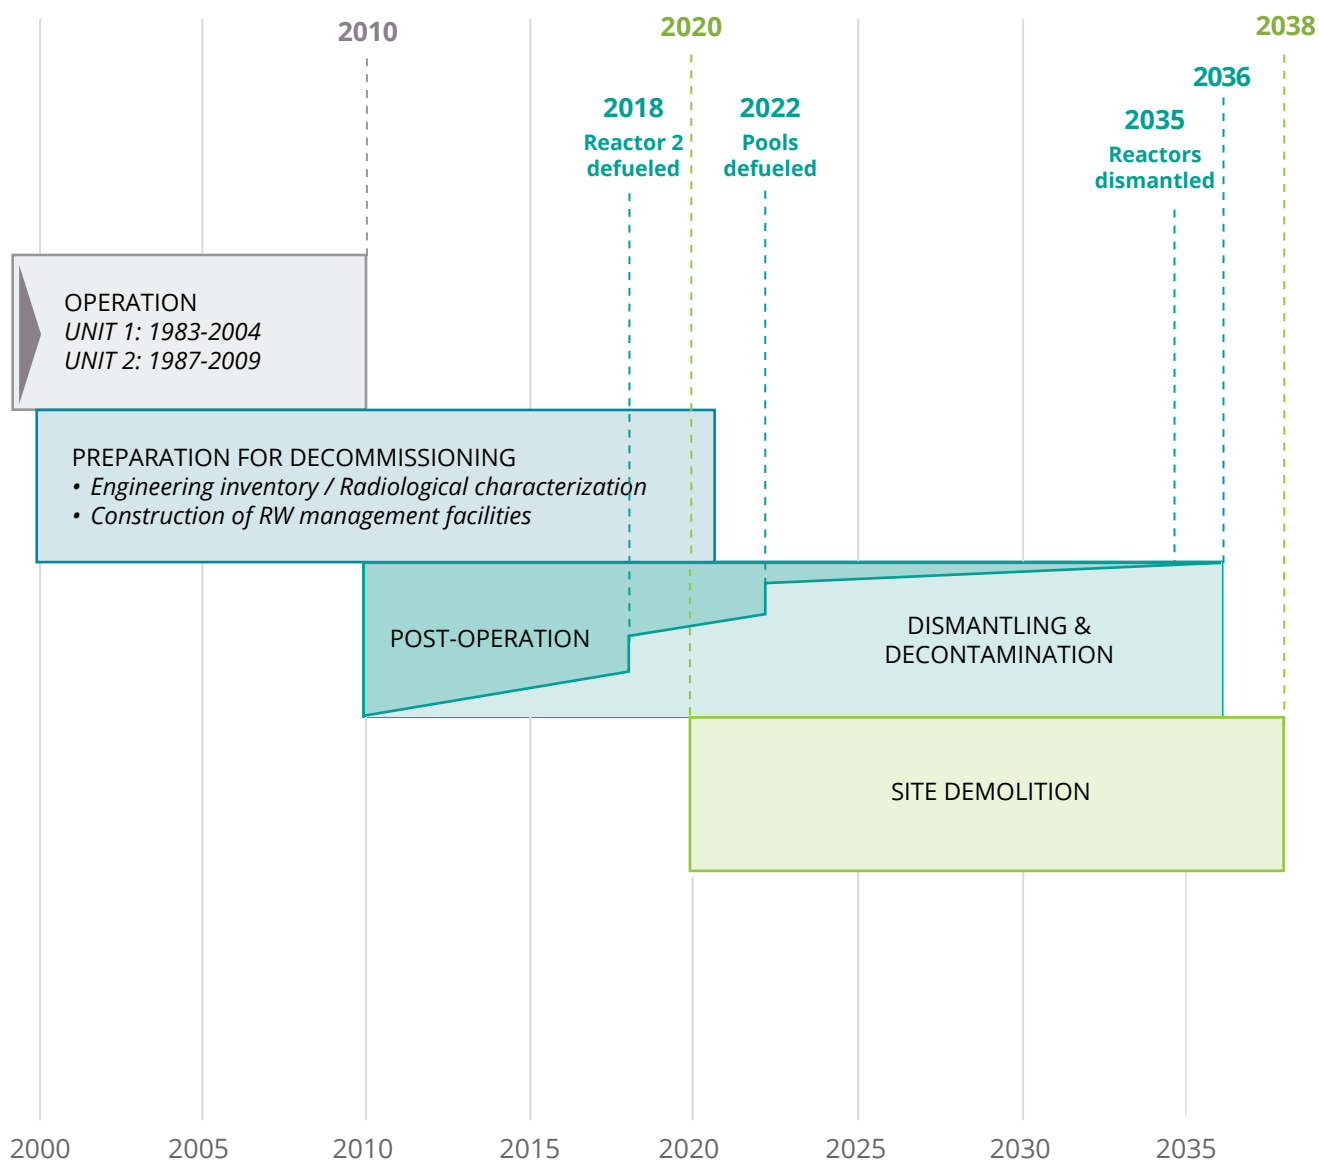 2010
2020
2038
2036
2018
Reactor 2
defueled
2022
Pools
defueled
2035
Reactors
dismantled
OPERATION
UNIT 1: 1983-2004
UNIT 2: 1987-2009
PREPARATION FOR DECOMMISSIONING
• Engineering inventory / Radiological characterization
• Construction of RW management facilities
POST-OPERATION
DISMANTLING &
DECONTAMINATION
SITE DEMOLITION
2000 2005 2010 2015 2020 2025 2030 2035